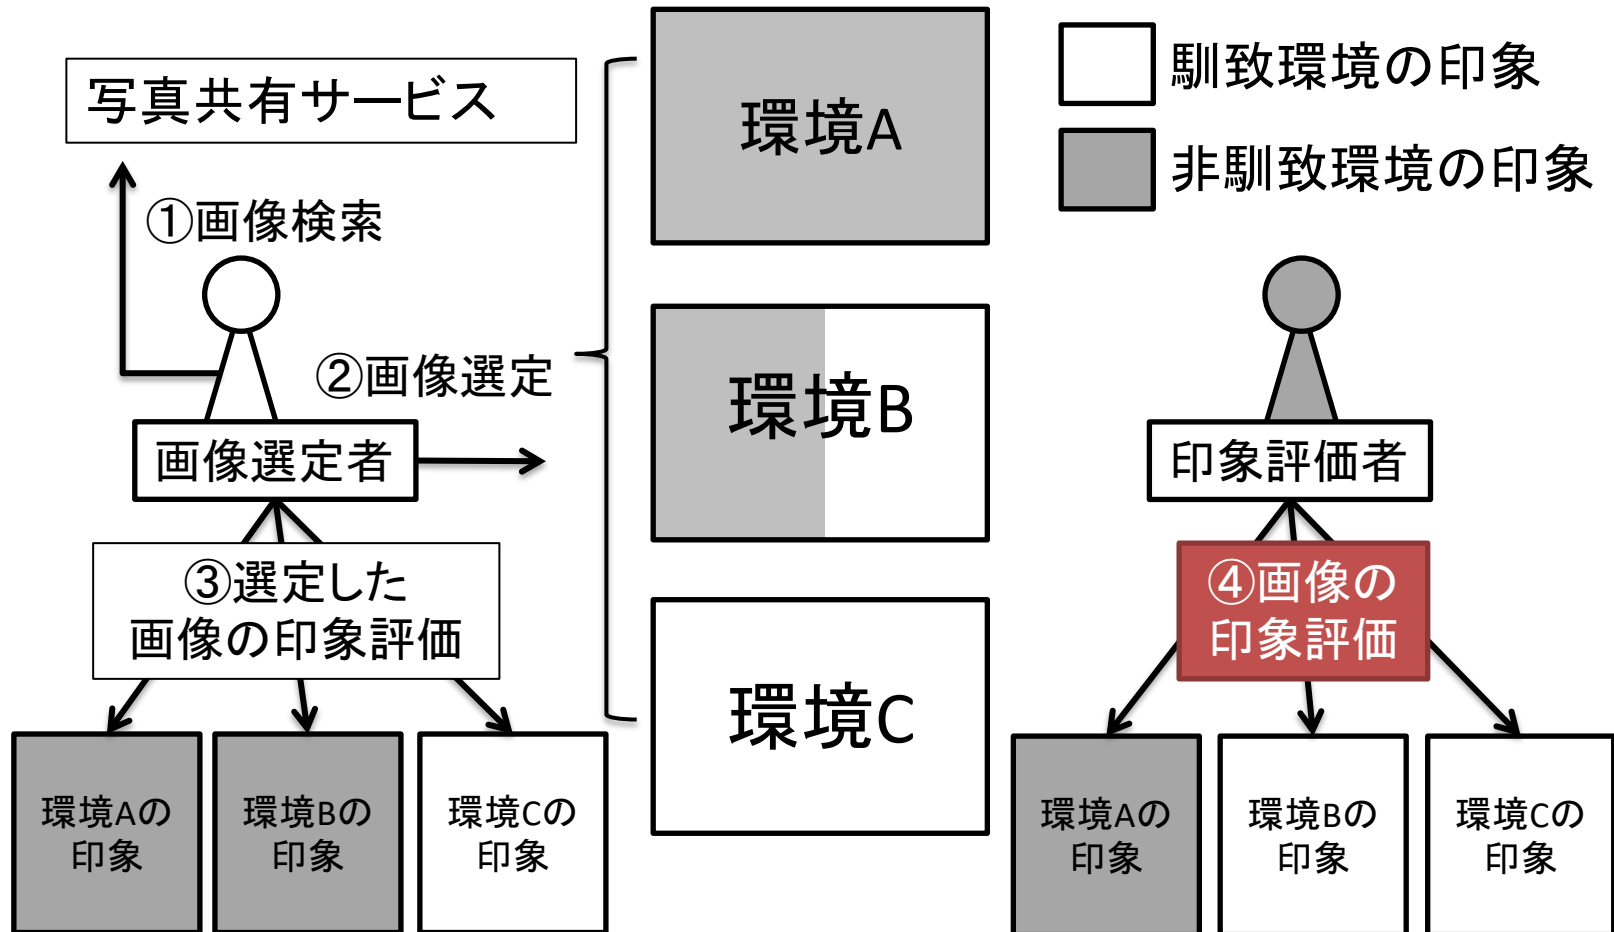 写真共有サービス
①画像検索
②画像選定
画像選定者
③選定した
画像の印象評価
環境Aの
印象
環境Bの
印象
環境Cの
印象
環境A
環境B
環境C
馴致環境の印象
非馴致環境の印象
印象評価者
④画像の
印象評価
環境Aの
印象
環境Bの
印象
環境Cの
印象